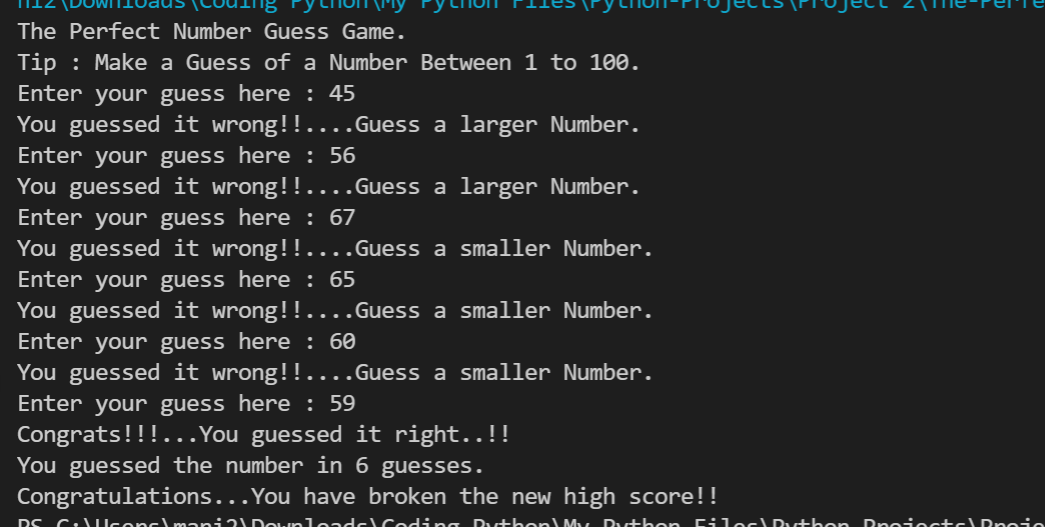 ni2\Downloads\Coding Python\My Python Files\Python-Projects\Project 2\The-Perfe
The Perfect Number Guess Game.
Tip : Make a Guess of a Number Between 1 to 100.
Enter your guess here : 45
You guessed it wrong!!....Guess a larger Number.
Enter your guess here : 56
You guessed it wrong!!....Guess a larger Number.
Enter your guess here : 67
You guessed it wrong!!....Guess a smaller Number.
Enter your guess here : 65
You guessed it wrong!!....Guess a smaller Number.
Enter your guess here : 60
You guessed it wrong!!....Guess a smaller Number.
Enter your guess here : 59
Congrats!!!...You guessed it right..!!
You guessed the number in 6 guesses.
Congratulations...You have broken the new high score!!
PS C:\Users\mani2\Downloads\Coding Python\My Python Files\Python-Projects\Proje